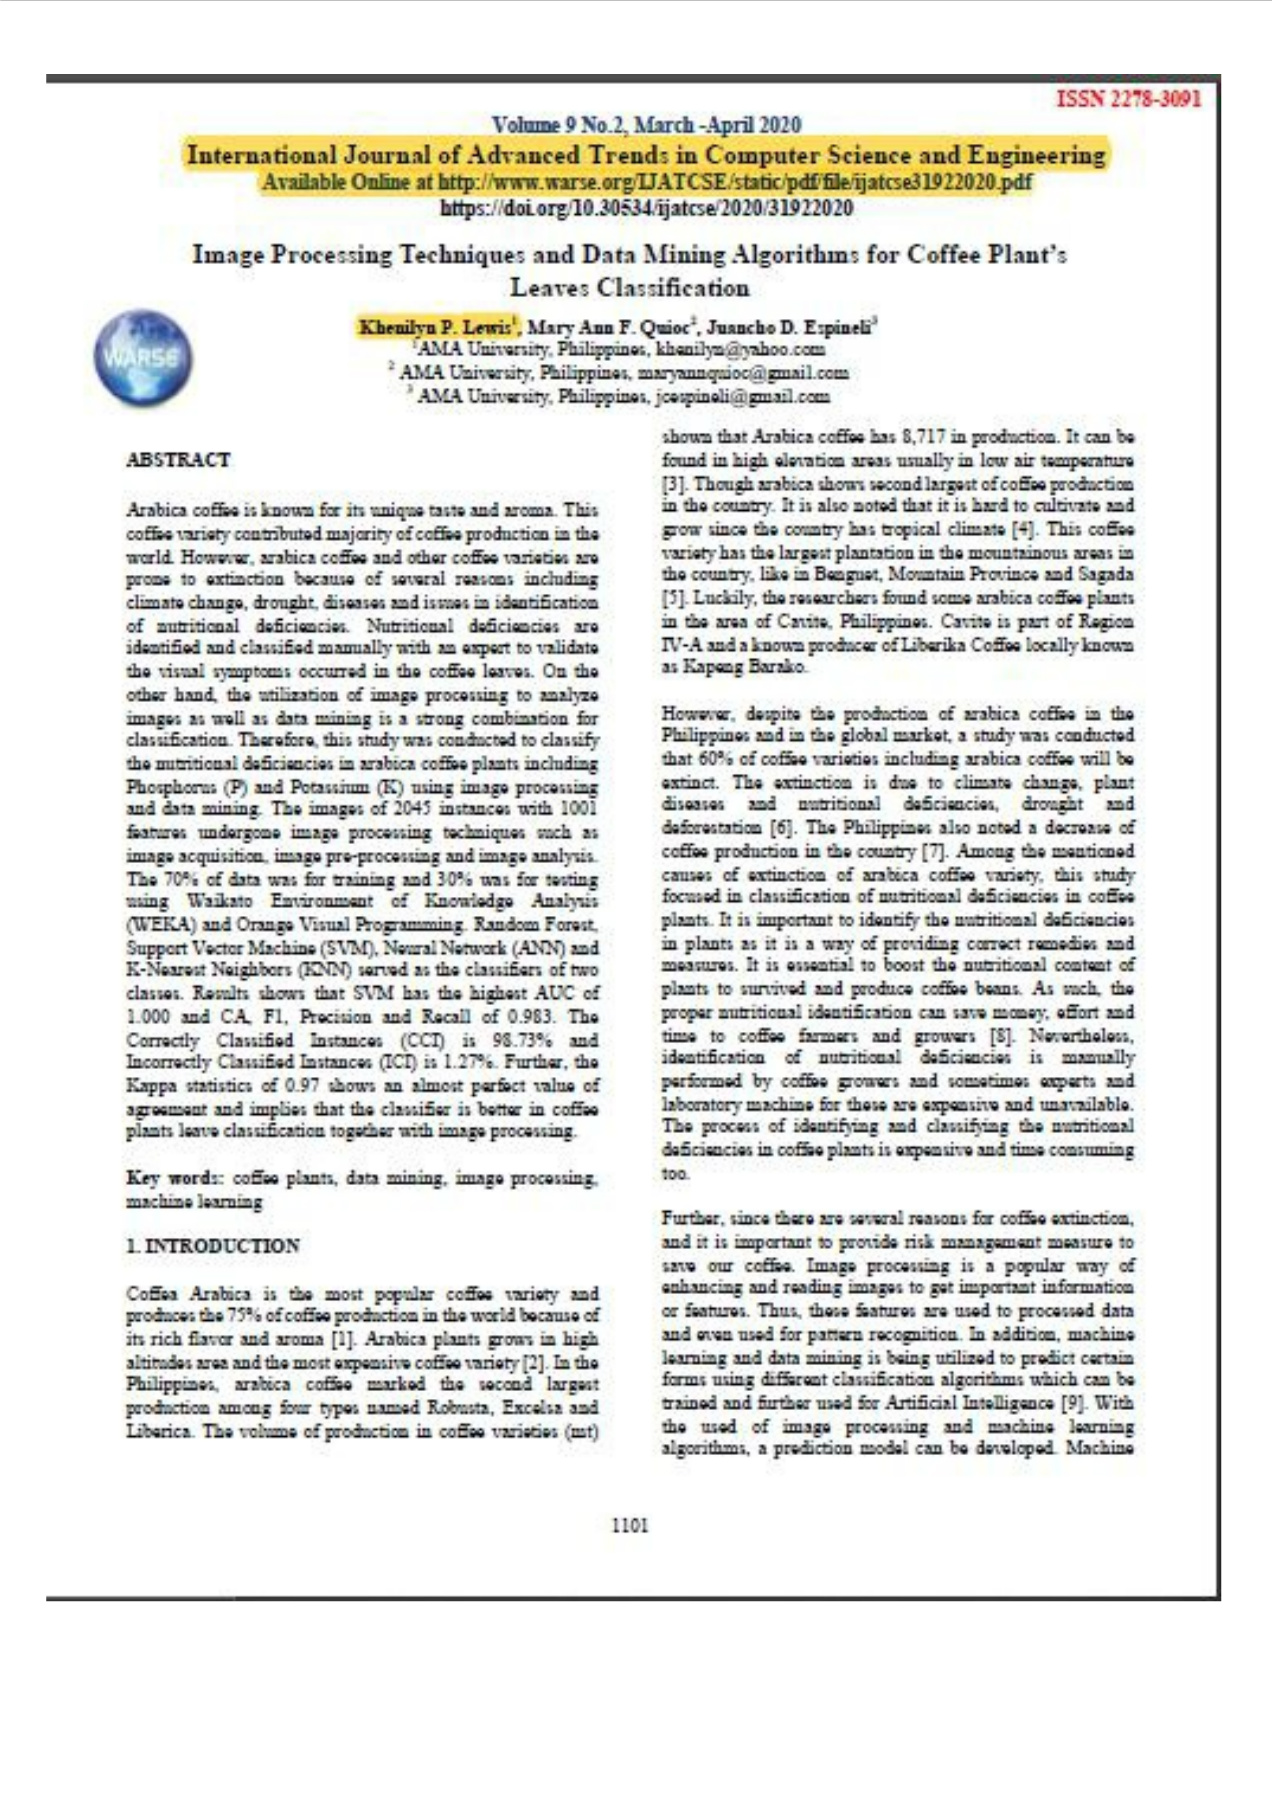 ISSN 2278-3091
Volume 9 No.2, March -April 2020
International Journal of Advanced Trends in Computer Science and Engineering
Available Online at http://www.warse.org/IJATCSE/static/pdf/file/ijatcse31922020.pdf
https://doi.org/10.30534/ijatcse/2020/31922020
Image Processing Techniques and Data Mining Algorithms for Coffee Plant's
Leaves Classification
WARSE
Khenilyn P. Lewis¹, Mary Ann F. Quioc², Juancho D. Espineli³
¹AMA University, Philippines, khenilyn@yahoo.com
² AMA University, Philippines, maryannquioc@gmail.com
³ AMA University, Philippines, jcespineli@gmail.com
ABSTRACT
Arabica coffee is known for its unique taste and aroma. This
coffee variety contributed majority of coffee production in the
world. However, arabica coffee and other coffee varieties are
prone to extinction because of several reasons including
climate change, drought, diseases and issues in identification
of nutritional deficiencies. Nutritional deficiencies are
identified and classified manually with an expert to validate
the visual symptoms occurred in the coffee leaves. On the
other hand, the utilization of image processing to analyze
images as well as data mining is a strong combination for
classification. Therefore, this study was conducted to classify
the nutritional deficiencies in arabica coffee plants including
Phosphorus (P) and Potassium (K) using image processing
and data mining. The images of 2045 instances with 1001
features undergone image processing techniques such as
image acquisition, image pre-processing and image analysis.
The 70% of data was for training and 30% was for testing
using Waikato Environment of Knowledge Analysis
(WEKA) and Orange Visual Programming. Random Forest,
Support Vector Machine (SVM), Neural Network (ANN) and
K-Nearest Neighbors (KNN) served as the classifiers of two
classes. Results shows that SVM has the highest AUC of
1.000 and CA, F1, Precision and Recall of 0.983. The
Correctly Classified Instances (CCI) is 98.73% and
Incorrectly Classified Instances (ICI) is 1.27%. Further, the
Kappa statistics of 0.97 shows an almost perfect value of
agreement and implies that the classifier is better in coffee
plants leave classification together with image processing.
Key words: coffee plants, data mining, image processing,
machine learning
1. INTRODUCTION
Coffea Arabica is the most popular coffee variety and
produces the 75% of coffee production in the world because of
its rich flavor and aroma [1]. Arabica plants grows in high
altitudes area and the most expensive coffee variety [2]. In the
Philippines, arabica coffee marked the second largest
production among four types named Robusta, Excelsa and
Liberica. The volume of production in coffee varieties (mt)
shown that Arabica coffee has 8,717 in production. It can be
found in high elevation areas usually in low air temperature
[3]. Though arabica shows second largest of coffee production
in the country. It is also noted that it is hard to cultivate and
grow since the country has tropical climate [4]. This coffee
variety has the largest plantation in the mountainous areas in
the country, like in Benguet, Mountain Province and Sagada
[5]. Luckily, the researchers found some arabica coffee plants
in the area of Cavite, Philippines. Cavite is part of Region
IV-A and a known producer of Liberika Coffee locally known
as Kapeng Barako.
However, despite the production of arabica coffee in the
Philippines and in the global market, a study was conducted
that 60% of coffee varieties including arabica coffee will be
extinct. The extinction is due to climate change, plant
diseases and nutritional deficiencies, drought and
deforestation [6]. The Philippines also noted a decrease of
coffee production in the country [7]. Among the mentioned
causes of extinction of arabica coffee variety, this study
focused in classification of nutritional deficiencies in coffee
plants. It is important to identify the nutritional deficiencies
in plants as it is a way of providing correct remedies and
measures. It is essential to boost the nutritional content of
plants to survived and produce coffee beans. As such, the
proper nutritional identification can save money, effort and
time to coffee farmers and growers [8]. Nevertheless,
identification of nutritional deficiencies is manually
performed by coffee growers and sometimes experts and
laboratory machine for these are expensive and unavailable.
The process of identifying and classifying the nutritional
deficiencies in coffee plants is expensive and time consuming
too.
Further, since there are several reasons for coffee extinction,
and it is important to provide risk management measure to
save our coffee. Image processing is a popular way of
enhancing and reading images to get important information
or features. Thus, these features are used to processed data
and even used for pattern recognition. In addition, machine
learning and data mining is being utilized to predict certain
forms using different classification algorithms which can be
trained and further used for Artificial Intelligence [9]. With
the used of image processing and machine learning
algorithms, a prediction model can be developed. Machine
1101